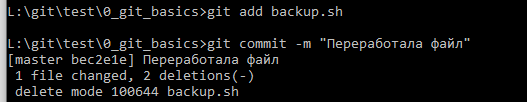 L:\git\test\0_git_basics>git add backup.sh
L:\git\test\0_git_basics>git commit -m "Переработала файл"
[master bec2e1e] Переработала файл
1 file changed, 2 deletions(-)
delete mode 100644 backup.sh